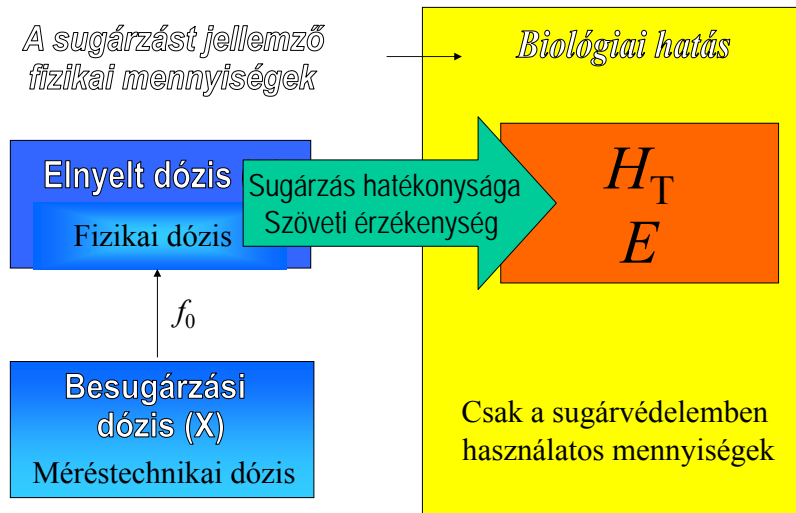 A sugárzást jellemző
fizikai mennyiségek
Biológiai hatás
Elnyelt dózis (
Fizikai dózis
Sugárzás hatékonysága
Szöveti érzékenység
H_T
E
f_0
Besugárzási
dózis (X)
Méréstechnikai dózis
Csak a sugárvédelemben
használatos mennyiségek